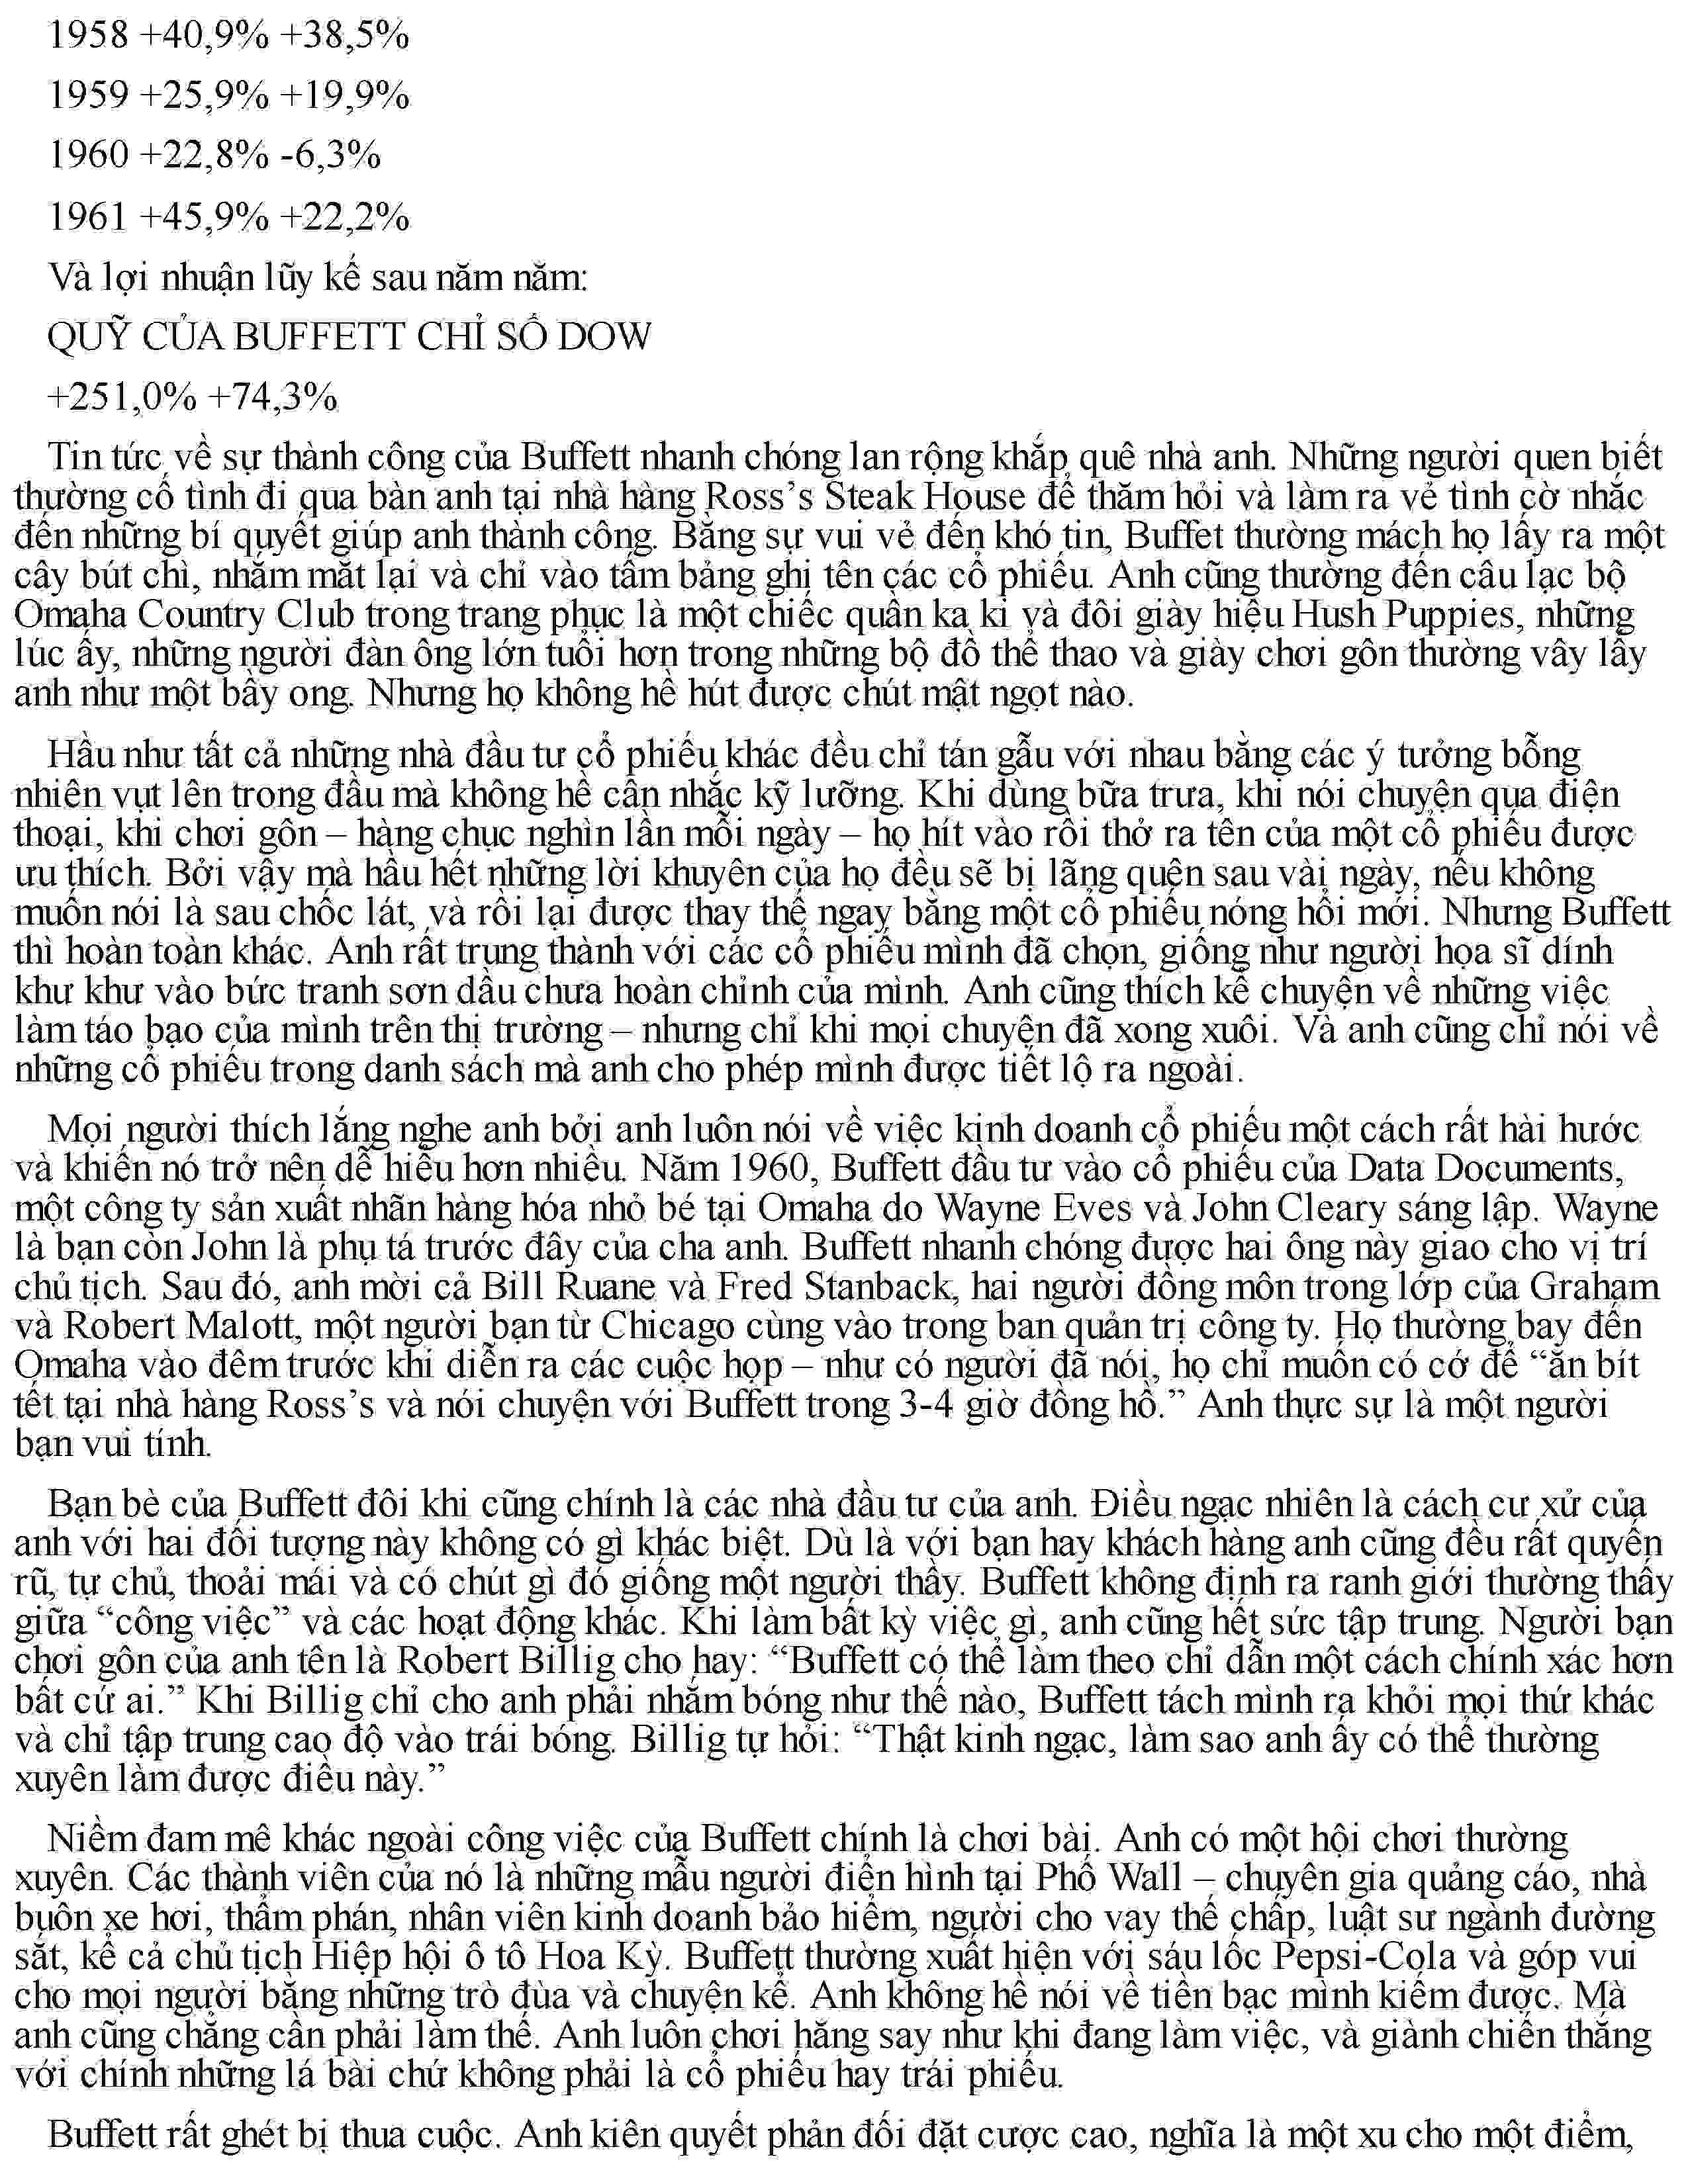 1958 +40,9% +38,5%
1959 +25,9% +19,9%
1960 +22,8% -6,3%
1961 +45,9% +22,2%
Và lợi nhuận lũy kế sau năm năm:
QUỸ CỦA BUFFETT CHỈ SỐ DOW
+251,0% +74,3%
Tin tức về sự thành công của Buffett nhanh chóng lan rộng khắp quê nhà anh. Những người quen biết
thường cố tình đi qua bàn anh tại nhà hàng Ross’s Steak House để thăm hỏi và làm ra vẻ tình cờ nhắc
đến những bí quyết giúp anh thành công. Bằng sự vui vẻ đến khó tin, Buffet thường mách họ lấy ra một
cây bút chì, nhắm mắt lại và chỉ vào tấm bảng ghi tên các cổ phiếu. Anh cũng thường đến câu lạc bộ
Omaha Country Club trong trang phục là một chiếc quần ka ki và đôi giày hiệu Hush Puppies, những
lúc ấy, những người đàn ông lớn tuổi hơn trong những bộ đồ thể thao và giày chơi gôn thường vây lấy
anh như một bầy ong. Nhưng họ không hề hút được chút mật ngọt nào.
Hầu như tất cả những nhà đầu tư cổ phiếu khác đều chỉ tán gẫu với nhau bằng các ý tưởng bỗng
nhiên vụt lên trong đầu mà không hề cân nhắc kỹ lưỡng. Khi dùng bữa trưa, khi nói chuyện qua điện
thoại, khi chơi gôn – hàng chục nghìn lần mỗi ngày – họ hít vào rồi thở ra tên của một cổ phiếu được
ưu thích. Bởi vậy mà hầu hết những lời khuyên của họ đều sẽ bị lãng quên sau vài ngày, nếu không
muốn nói là sau chốc lát, và rồi lại được thay thế ngay bằng một cổ phiếu nóng hổi mới. Nhưng Buffett
thì hoàn toàn khác. Anh rất trung thành với các cổ phiếu mình đã chọn, giống như người họa sĩ dính
khư khư vào bức tranh sơn dầu chưa hoàn chỉnh của mình. Anh cũng thích kể chuyện về những việc
làm táo bạo của mình trên thị trường – nhưng chỉ khi mọi chuyện đã xong xuôi. Và anh cũng chỉ nói về
những cổ phiếu trong danh sách mà anh cho phép mình được tiết lộ ra ngoài.
Mọi người thích lắng nghe anh bởi anh luôn nói về việc kinh doanh cổ phiếu một cách rất hài hước
và khiến nó trở nên dễ hiểu hơn nhiều. Năm 1960, Buffett đầu tư vào cổ phiếu của Data Documents,
một công ty sản xuất nhãn hàng hóa nhỏ bé tại Omaha do Wayne Eves và John Cleary sáng lập. Wayne
là bạn còn John là phụ tá trước đây của cha anh. Buffett nhanh chóng được hai ông này giao cho vị trí
chủ tịch. Sau đó, anh mời cả Bill Ruane và Fred Stanback, hai người đồng môn trong lớp của Graham
và Robert Malott, một người bạn từ Chicago cùng vào trong ban quản trị công ty. Họ thường bay đến
Omaha vào đêm trước khi diễn ra các cuộc họp – như có người đã nói, họ chỉ muốn có cớ để “ăn bít
tết tại nhà hàng Ross’s và nói chuyện với Buffett trong 3-4 giờ đồng hồ.” Anh thực sự là một người
bạn vui tính.
Bạn bè của Buffett đôi khi cũng chính là các nhà đầu tư của anh. Điều ngạc nhiên là cách cư xử của
anh với hai đối tượng này không có gì khác biệt. Dù là với bạn hay khách hàng anh cũng đều rất quyến
rũ, tự chủ, thoải mái và có chút gì đó giống một người thầy. Buffett không định ra ranh giới thường thấy
giữa “công việc” và các hoạt động khác. Khi làm bất kỳ việc gì, anh cũng hết sức tập trung. Người bạn
chơi gôn của anh tên là Robert Billig cho hay: “Buffett có thể làm theo chỉ dẫn một cách chính xác hơn
bất cứ ai.” Khi Billig chỉ cho anh phải nhắm bóng như thế nào, Buffett tách mình ra khỏi mọi thứ khác
và chỉ tập trung cao độ vào trái bóng. Billig tự hỏi: “Thật kinh ngạc, làm sao anh ấy có thể thường
xuyên làm được điều này.”
Niềm đam mê khác ngoài công việc của Buffett chính là chơi bài. Anh có một hội chơi thường
xuyên. Các thành viên của nó là những mẫu người điển hình tại Phố Wall – chuyên gia quảng cáo, nhà
buôn xe hơi, thẩm phán, nhân viên kinh doanh bảo hiểm, người cho vay thế chấp, luật sư ngành đường
sắt, kể cả chủ tịch Hiệp hội ô tô Hoa Kỳ. Buffett thường xuất hiện với sáu lốc Pepsi-Cola và góp vui
cho mọi người bằng những trò đùa và chuyện kể. Anh không hề nói về tiền bạc mình kiếm được. Mà
anh cũng chẳng cần phải làm thế. Anh luôn chơi hăng say như khi đang làm việc, và giành chiến thắng
với chính những lá bài chứ không phải là cổ phiếu hay trái phiếu.
Buffett rất ghét bị thua cuộc. Anh kiên quyết phản đối đặt cược cao, nghĩa là một xu cho một điểm,